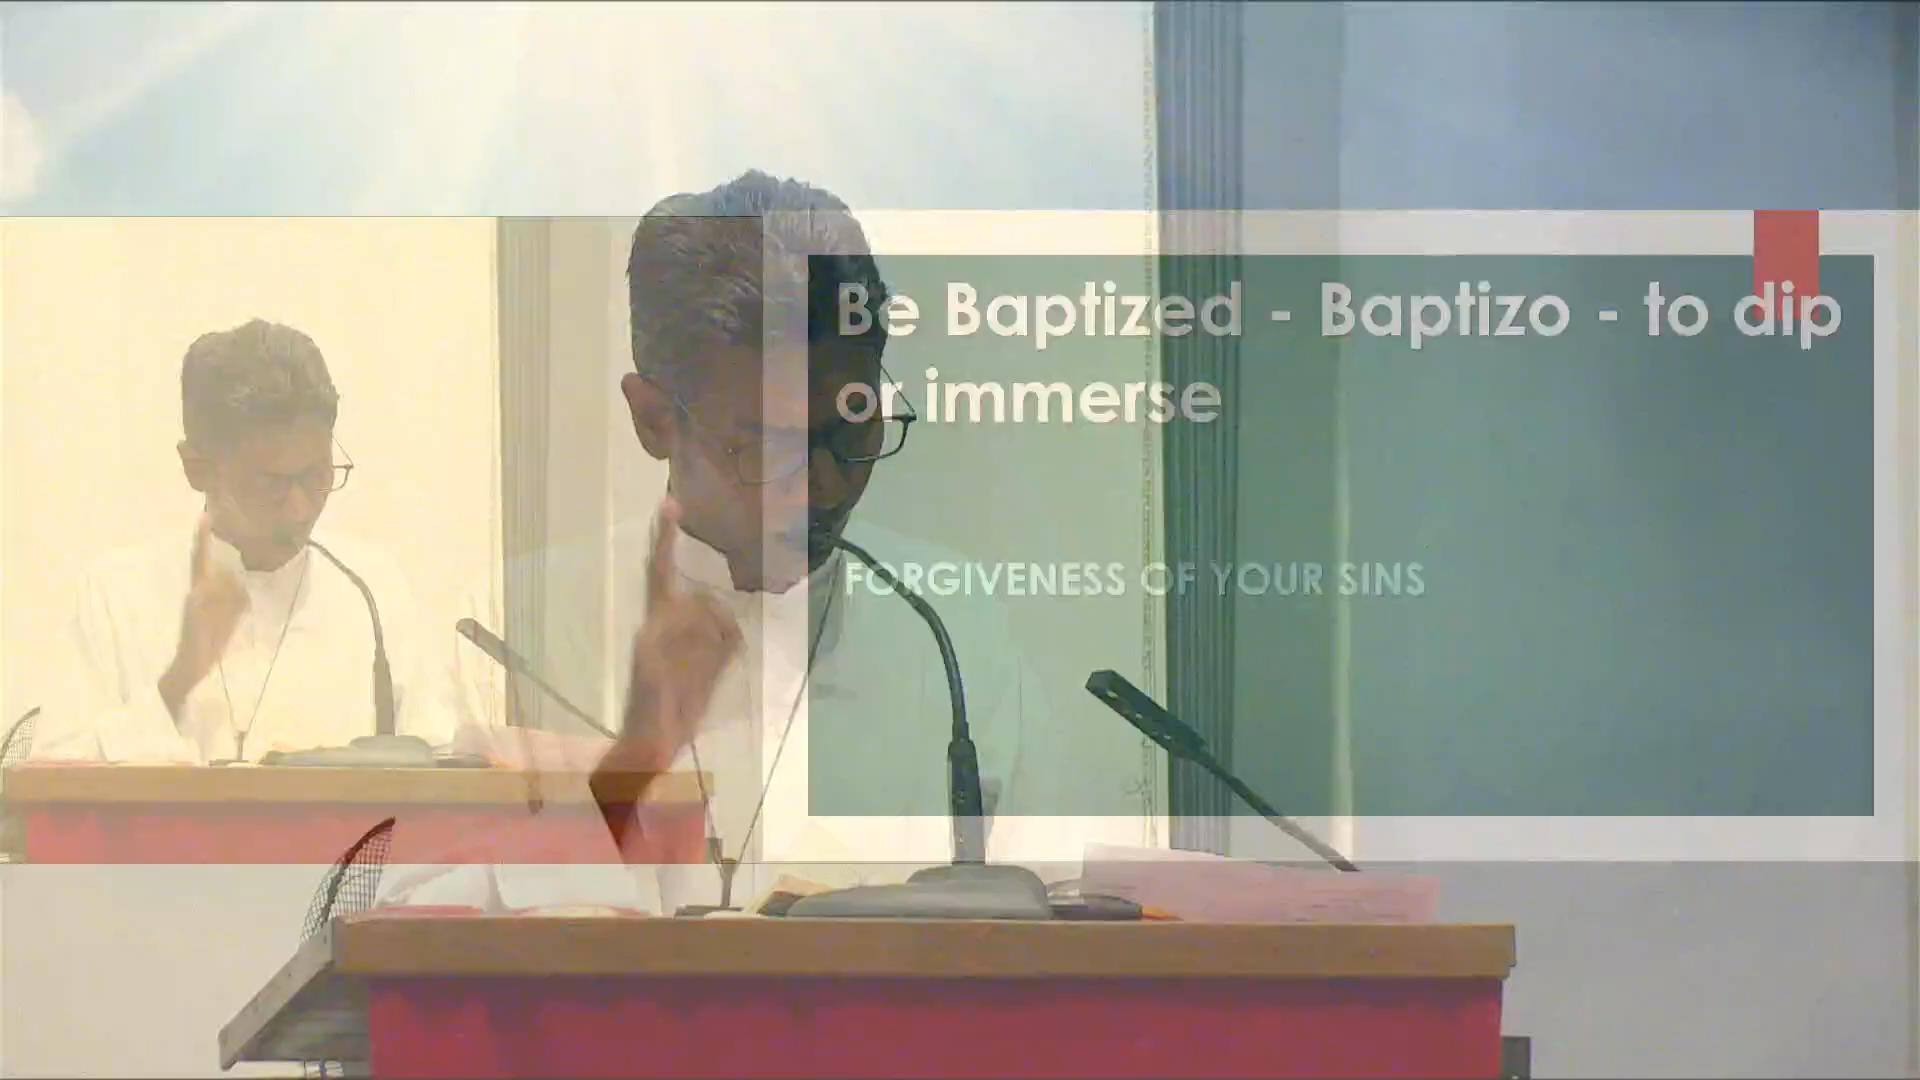 Be Baptized - Baptizo - to dip
or immerse
FORGIVENESS OF YOUR SINS